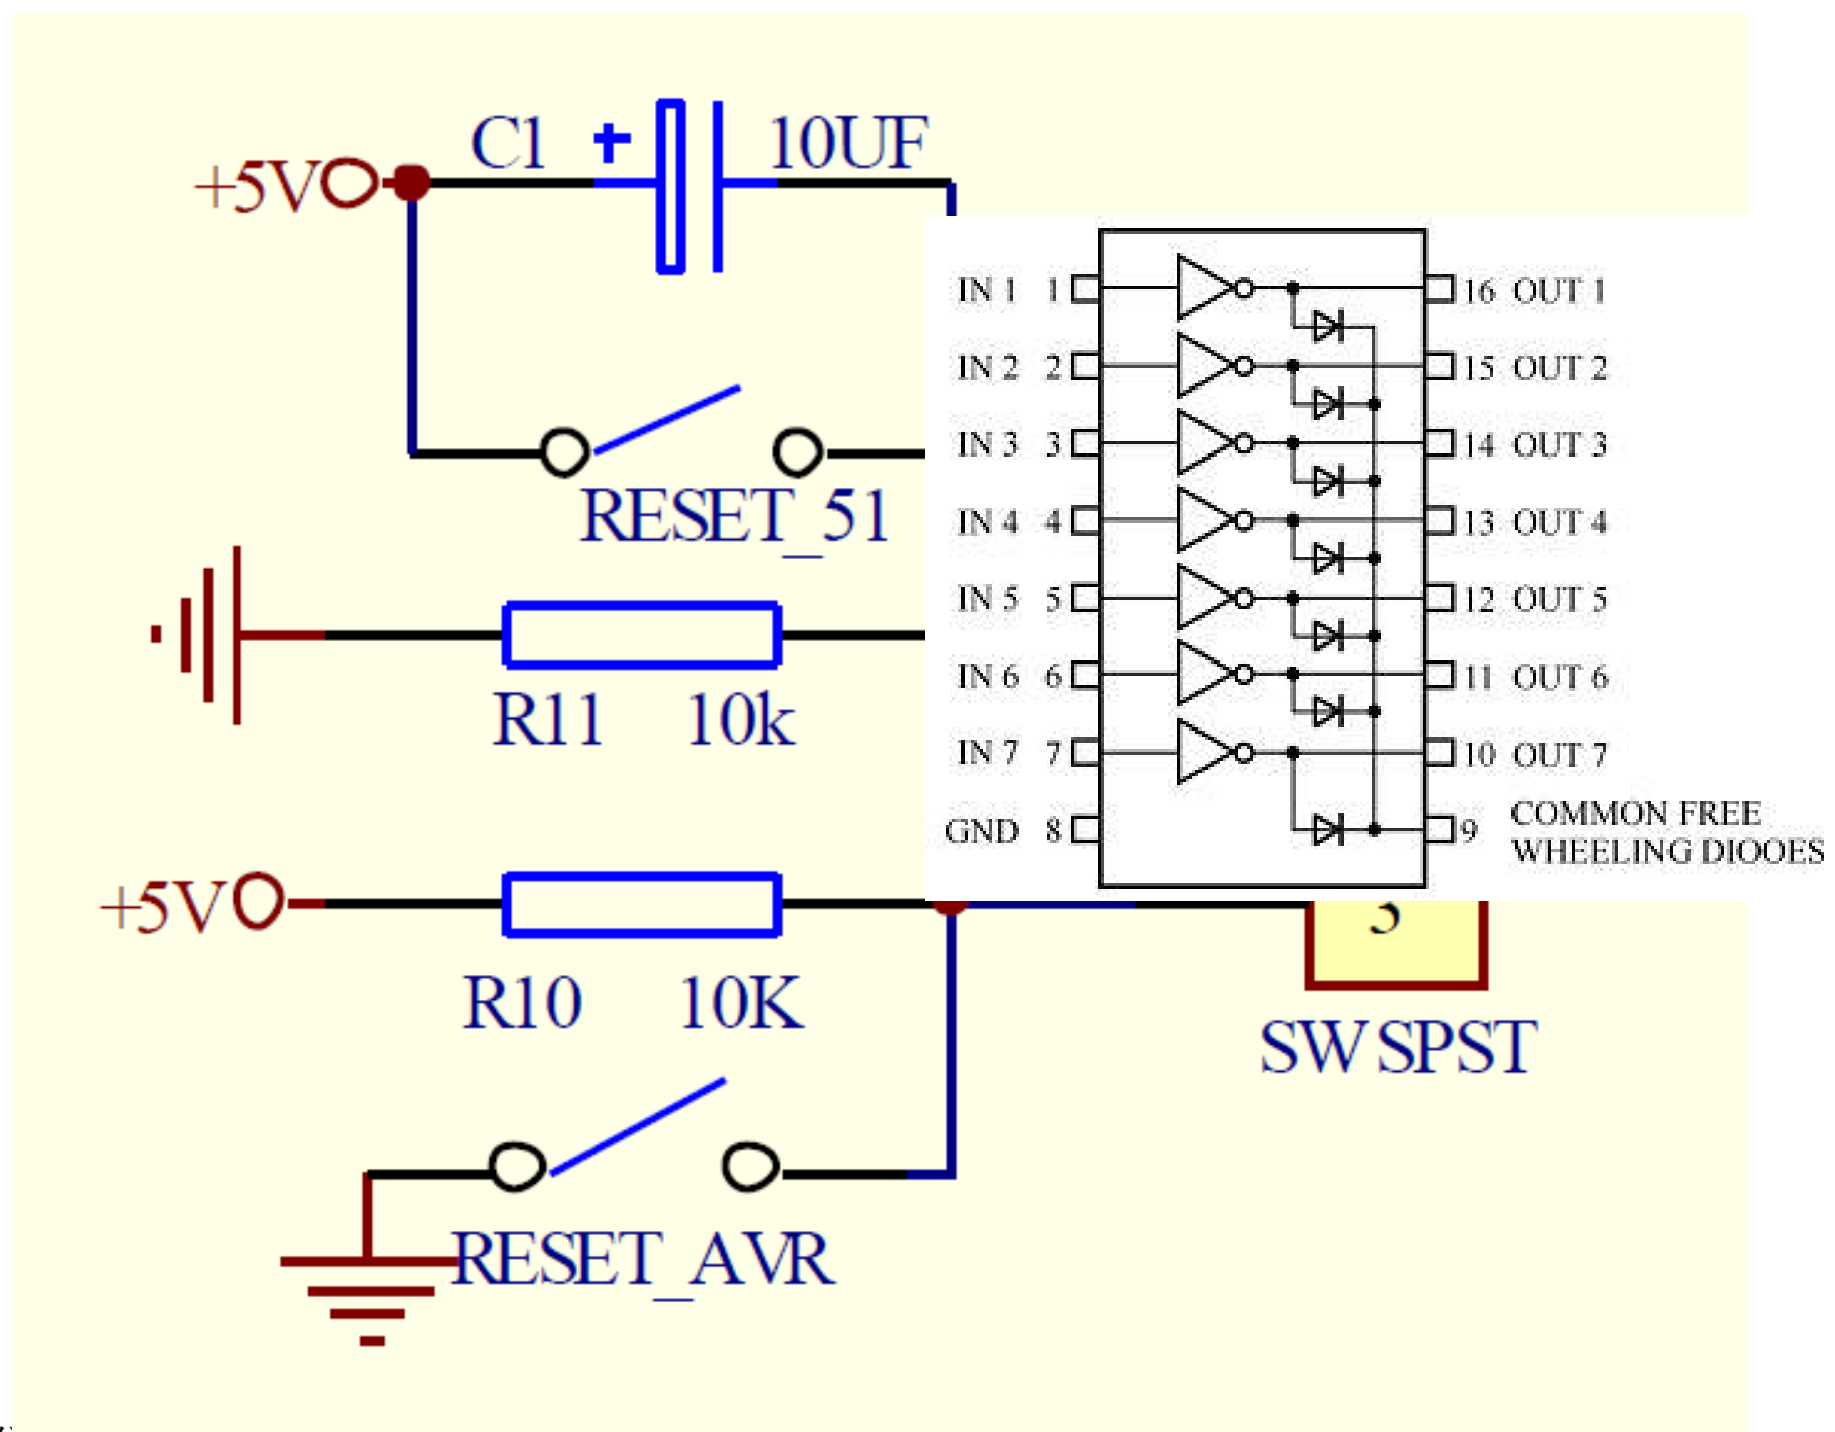 C1 + 10UF
+5V
RESET_51
R11 10k
+5V
R10 10K
SW SPST
RESET_AVR
IN 1 1 16 OUT 1
IN 2 2 15 OUT 2
IN 3 3 14 OUT 3
IN 4 4 13 OUT 4
IN 5 5 12 OUT 5
IN 6 6 11 OUT 6
IN 7 7 10 OUT 7
GND 8 9 COMMON FREE
WHEELING DIOOES